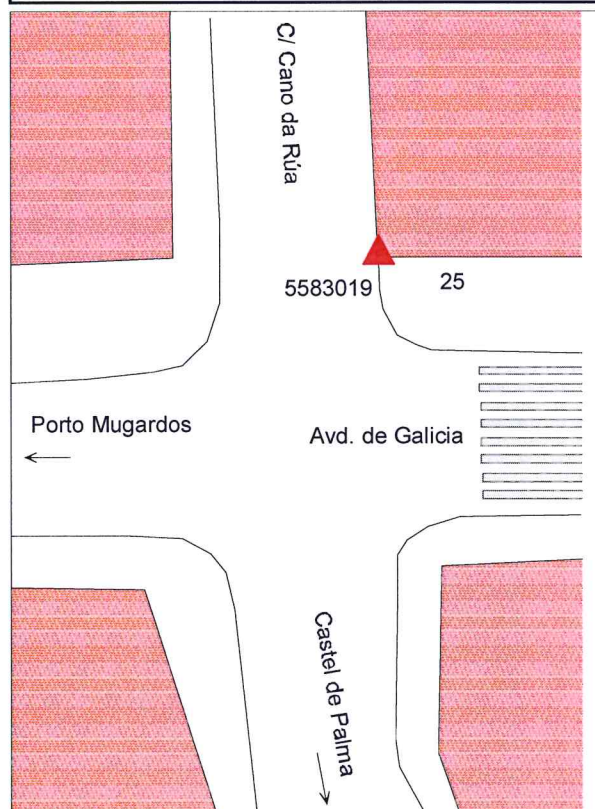 C/ Cano da Rúa
5583019
25
Porto Mugardos
Avd. de Galicia
Castel de Palma